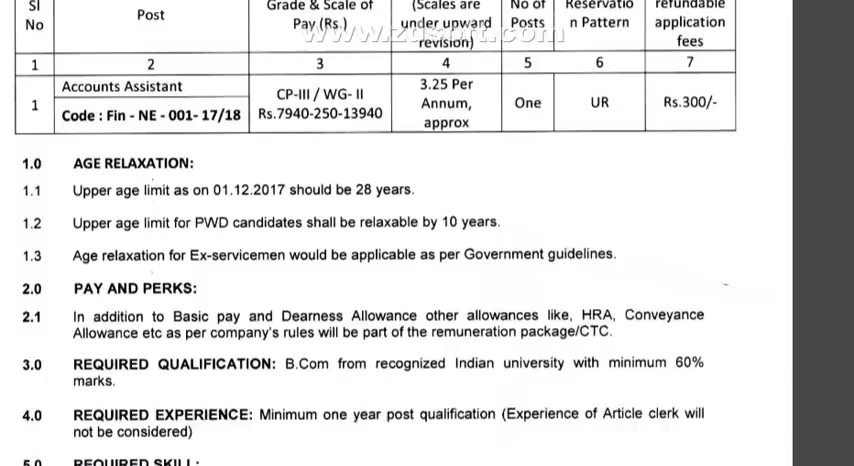 Sl
No
Post
Grade & Scale of
Pay (Rs.)
(Scales are
under upward
revision)
No of
Posts
Reservatio
n Pattern
refundable
application
fees
1 2 3 4 5 6 7
1
Accounts Assistant
Code : Fin - NE - 001- 17/18
CP-III / WG- II
Rs.7940-250-13940
3.25 Per
Annum,
approx
One
UR
Rs.300/-
1.0 AGE RELAXATION:
1.1 Upper age limit as on 01.12.2017 should be 28 years.
1.2 Upper age limit for PWD candidates shall be relaxable by 10 years.
1.3 Age relaxation for Ex-servicemen would be applicable as per Government guidelines.
2.0 PAY AND PERKS:
2.1 In addition to Basic pay and Dearness Allowance other allowances like, HRA, Conveyance
Allowance etc as per company's rules will be part of the remuneration package/CTC.
3.0 REQUIRED QUALIFICATION: B.Com from recognized Indian university with minimum 60%
marks.
4.0 REQUIRED EXPERIENCE: Minimum one year post qualification (Experience of Article clerk will
not be considered)
5.0 REQUIRED SKILL: